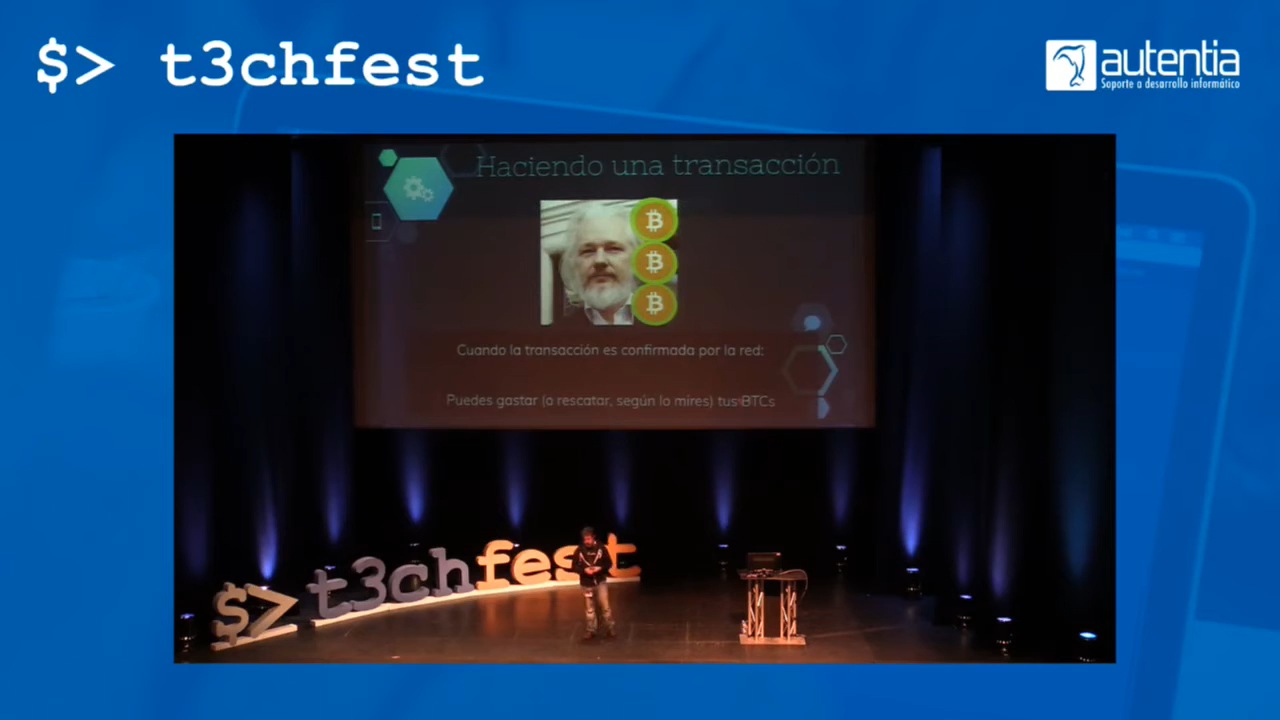 $> t3chfest
autentia
Soporte a desarrollo informático
Haciendo una transacción
Cuando la transacción es confirmada por la red:
Puedes gastar (o rescatar, según lo mires) tus BTCs
$> t3chfest